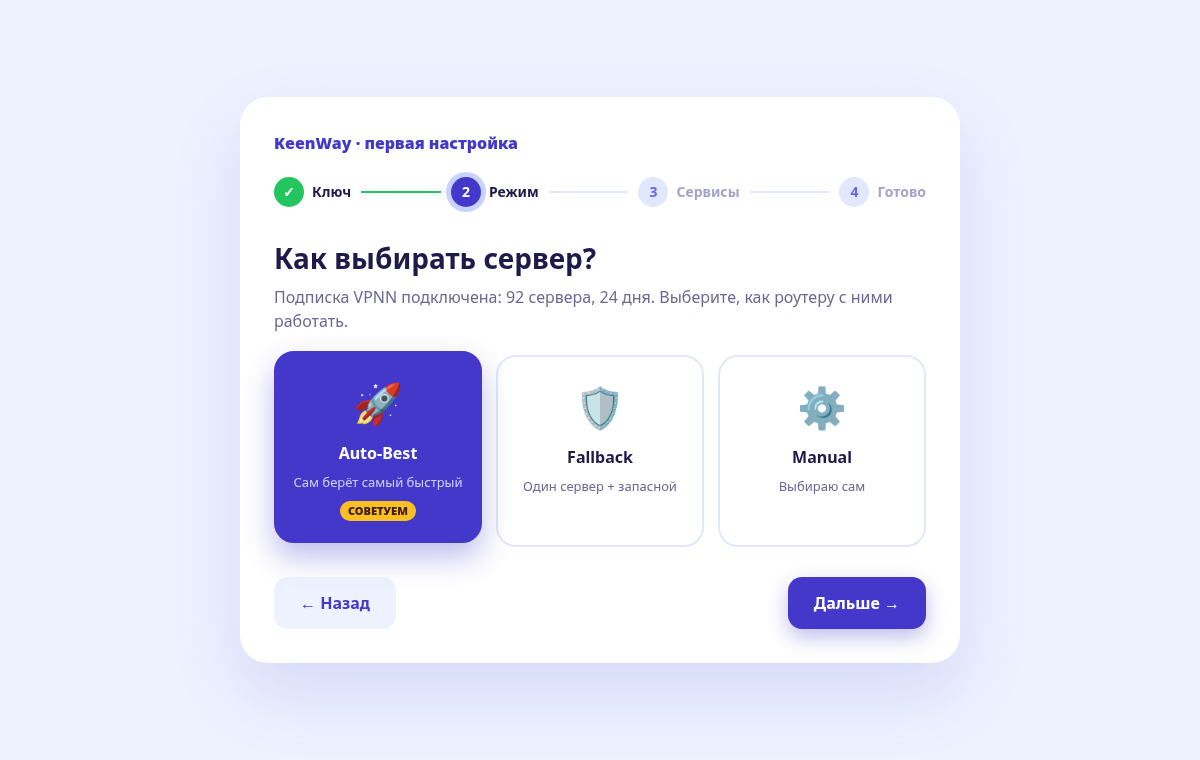 KeenWay · первая настройка
✓ Ключ 2 Режим 3 Сервисы 4 Готово
Как выбирать сервер?
Подписка VPNN подключена: 92 сервера, 24 дня. Выберите, как роутеру с ними
работать.
Auto-Best
Сам берёт самый быстрый
СОВЕТУЕМ
Fallback
Один сервер + запасной
Manual
Выбираю сам
← Назад
Дальше →